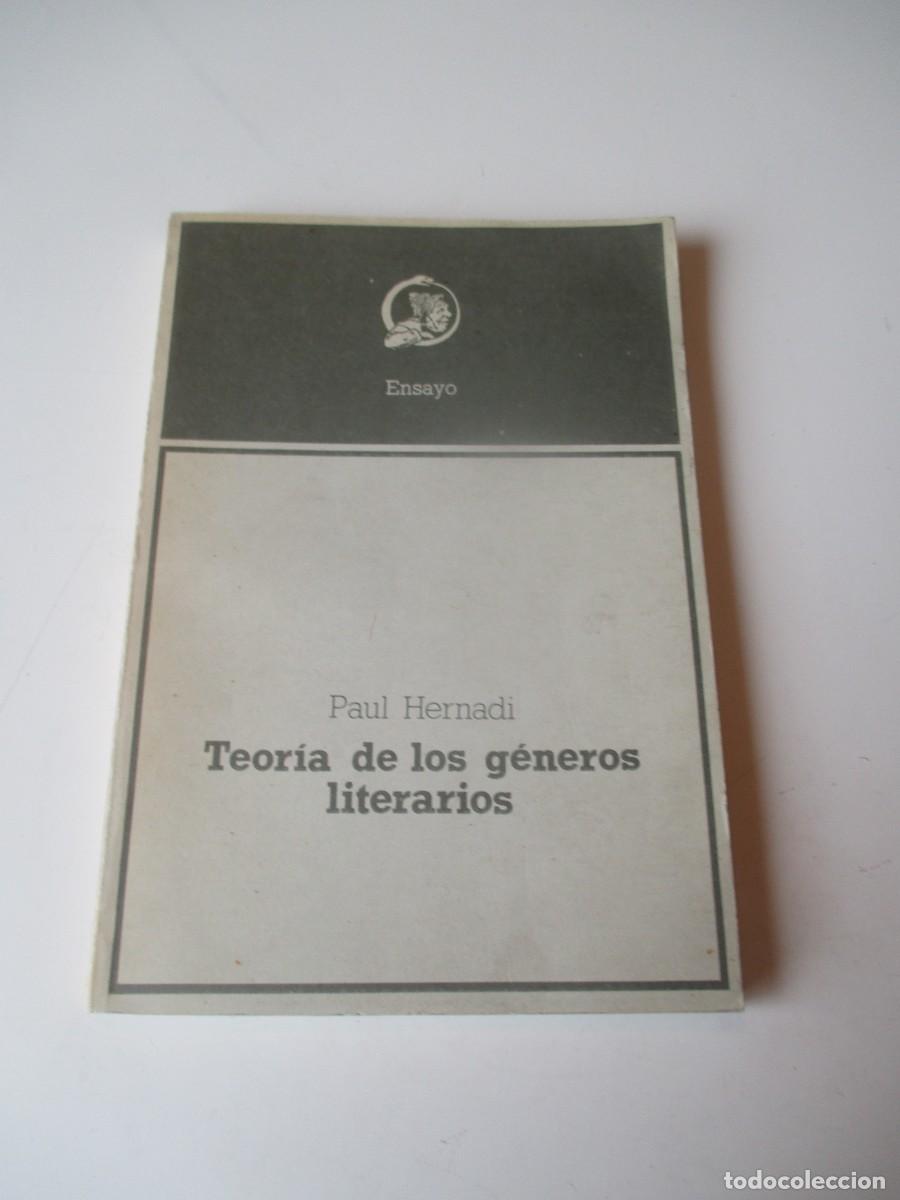 Ensayo
Paul Hernadi
Teoría de los géneros
literarios
todocoleccion